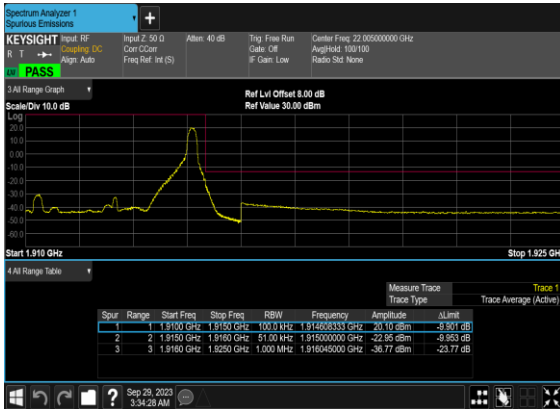 Spectrum Analyzer 1
Spurious Emissions
+
KEYSIGHT Input: RF Input Z: 50 Ω Atten: 40 dB Trig: Free Run Center Freq: 22.005000000 GHz
R T Coupling: DC Corr CCorr Gate: Off Avg|Hold: 100/100
Align: Auto Freq Ref: Int (S) IF Gain: Low Radio Std: None
PASS
3 All Range Graph
Ref Lvl Offset 8.00 dB
Scale/Div 10.0 dB Ref Value 30.00 dBm
Log
20.0
10.0
0.00
-10.0
-20.0
-30.0
-40.0
-50.0
-60.0
Start 1.910 GHz Stop 1.925 GH
4 All Range Table
Measure Trace Trace 1
Trace Type Trace Average (Active)
Spur Range Start Freq Stop Freq RBW Frequency Amplitude ΔLimit
1 1 1.9100 GHz 1.9150 GHz 100.0 kHz 1.914608333 GHz 20.10 dBm -9.901 dB
2 2 1.9150 GHz 1.9160 GHz 51.00 kHz 1.915000000 GHz -22.95 dBm -9.953 dB
3 3 1.9160 GHz 1.9250 GHz 1.000 MHz 1.916045000 GHz -36.77 dBm -23.77 dB
?
Sep 29, 2023
3:34:28 AM